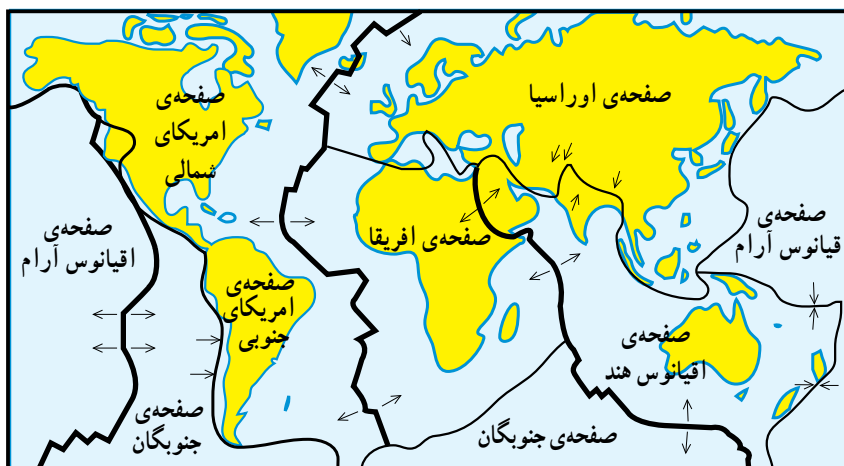 صفحه‌ی
امریکای
شمالی
صفحه‌ی اوراسیا
صفحه‌ی
اقیانوس آرام
صفحه‌ی افریقا
صفحه‌ی
قیانوس آرام
صفحه‌ی
امریکای
جنوبی
صفحه‌ی
اقیانوس هند
صفحه‌ی
جنوبگان
صفحه‌ی جنوبگان